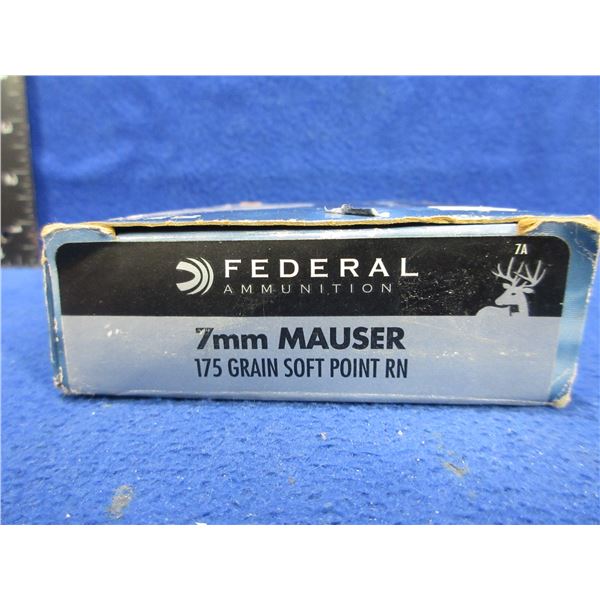 7A
FEDERAL
AMMUNITION
7mm MAUSER
175 GRAIN SOFT POINT RN